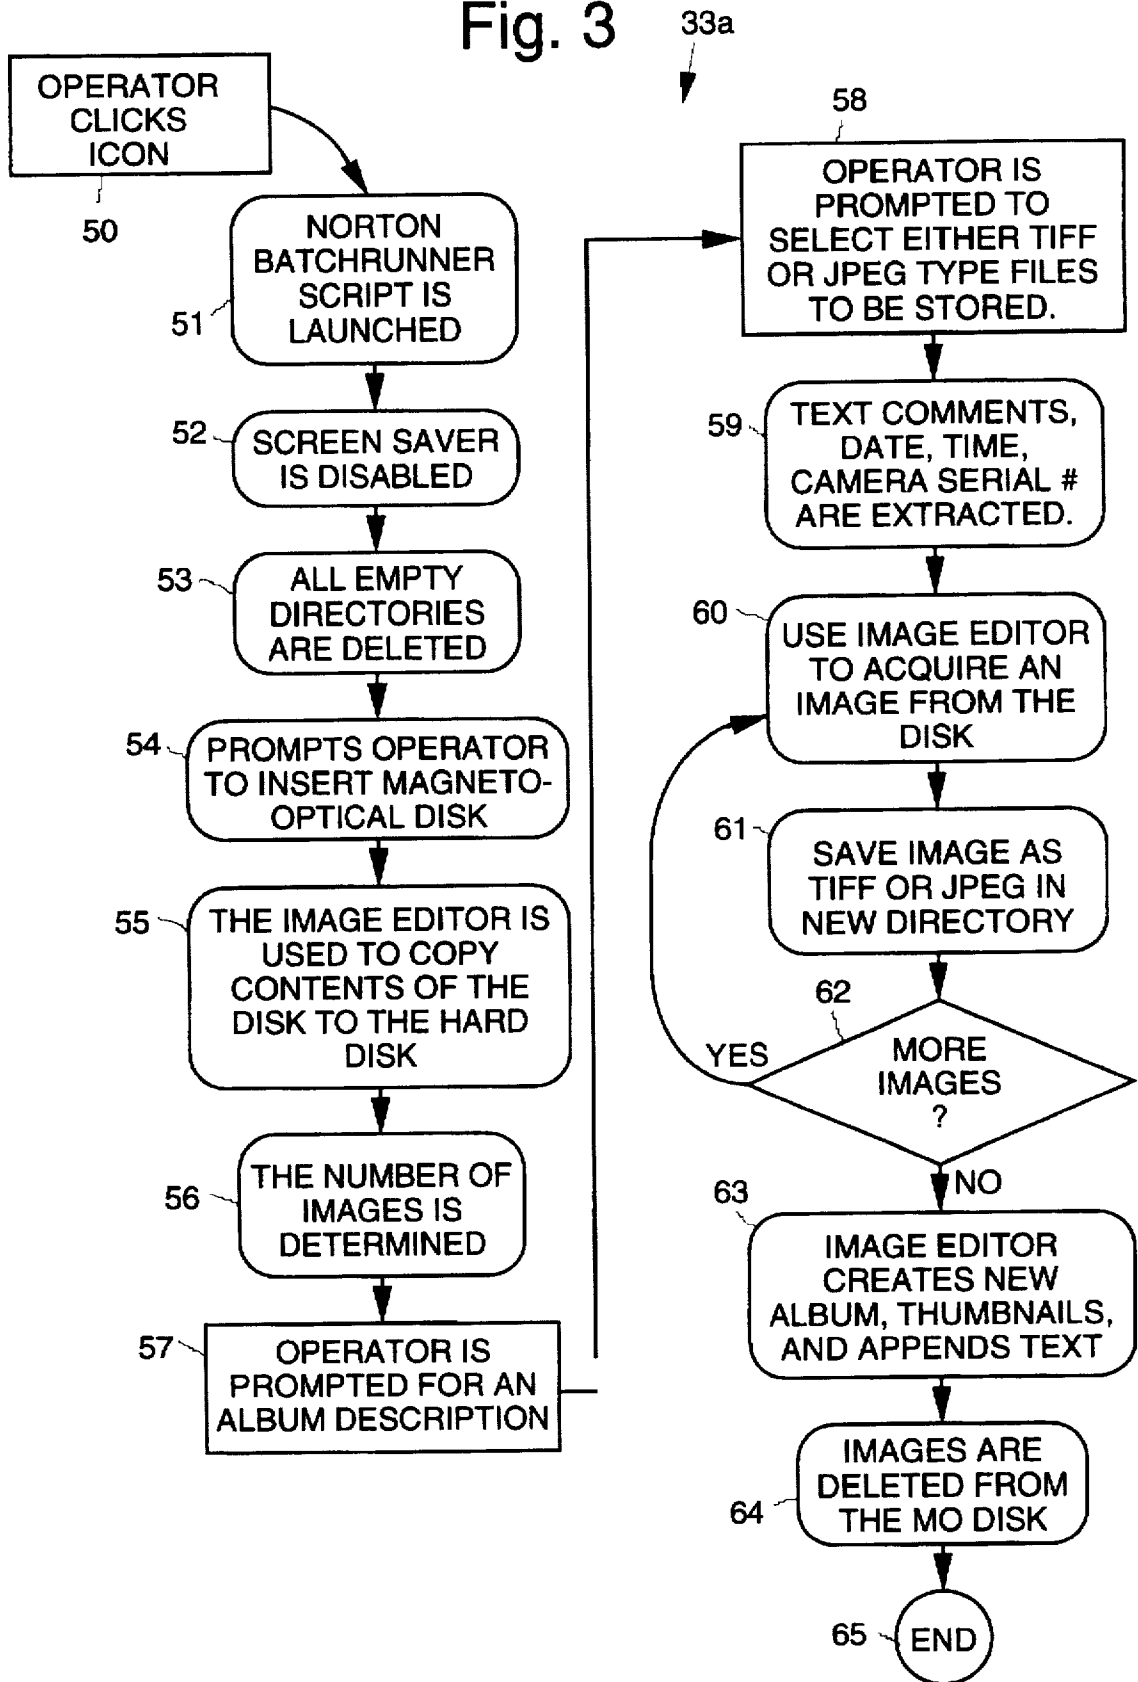 Fig. 3
33a
OPERATOR
CLICKS
ICON
50
NORTON
BATCHRUNNER
SCRIPT IS
LAUNCHED
51
52
SCREEN SAVER
IS DISABLED
53
ALL EMPTY
DIRECTORIES
ARE DELETED
54
PROMPTS OPERATOR
TO INSERT MAGNETO-
OPTICAL DISK
55
THE IMAGE EDITOR IS
USED TO COPY
CONTENTS OF THE
DISK TO THE HARD
DISK
56
THE NUMBER OF
IMAGES IS
DETERMINED
57
OPERATOR IS
PROMPTED FOR AN
ALBUM DESCRIPTION
58
OPERATOR IS
PROMPTED TO
SELECT EITHER TIFF
OR JPEG TYPE FILES
TO BE STORED.
59
TEXT COMMENTS,
DATE, TIME,
CAMERA SERIAL #
ARE EXTRACTED.
60
USE IMAGE EDITOR
TO ACQUIRE AN
IMAGE FROM THE
DISK
61
SAVE IMAGE AS
TIFF OR JPEG IN
NEW DIRECTORY
62
YES
MORE
IMAGES
?
NO
63
IMAGE EDITOR
CREATES NEW
ALBUM, THUMBNAILS,
AND APPENDS TEXT
64
IMAGES ARE
DELETED FROM
THE MO DISK
65
END